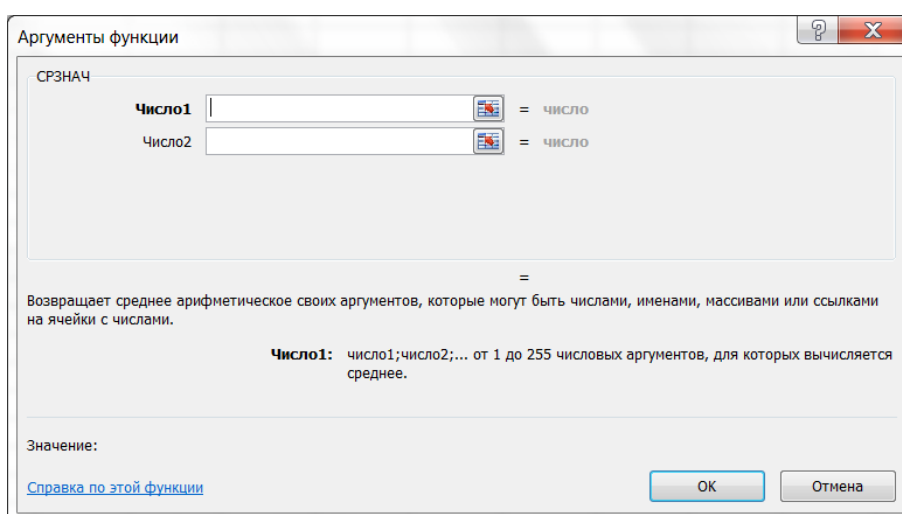 Аргументы функции
СРЗНАЧ
Число1 = число
Число2 = число
=
Возвращает среднее арифметическое своих аргументов, которые могут быть числами, именами, массивами или ссылками
на ячейки с числами.
Число1: число1;число2;... от 1 до 255 числовых аргументов, для которых вычисляется
среднее.
Значение:
Справка по этой функции
ОК
Отмена